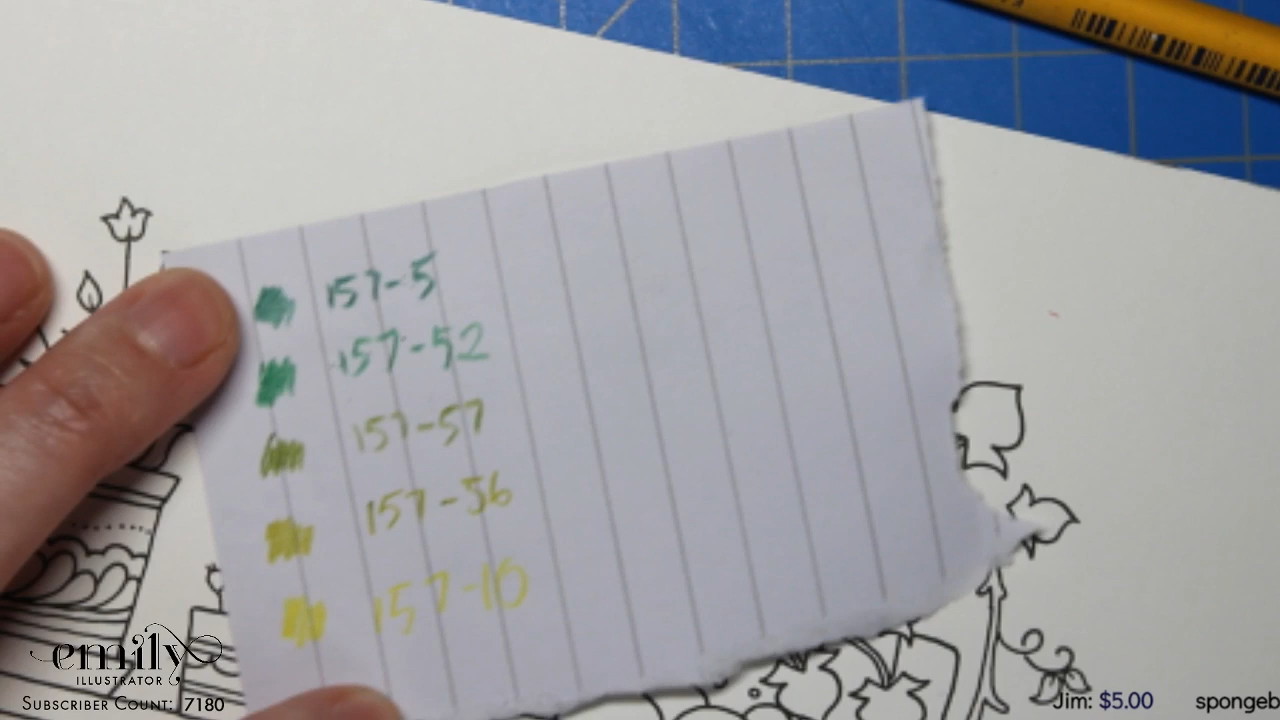 157-5
157-52
157-57
157-56
157-10
emily
ILLUSTRATOR
SUBSCRIBER COUNT: 7180
Jim: $5.00 spongeb